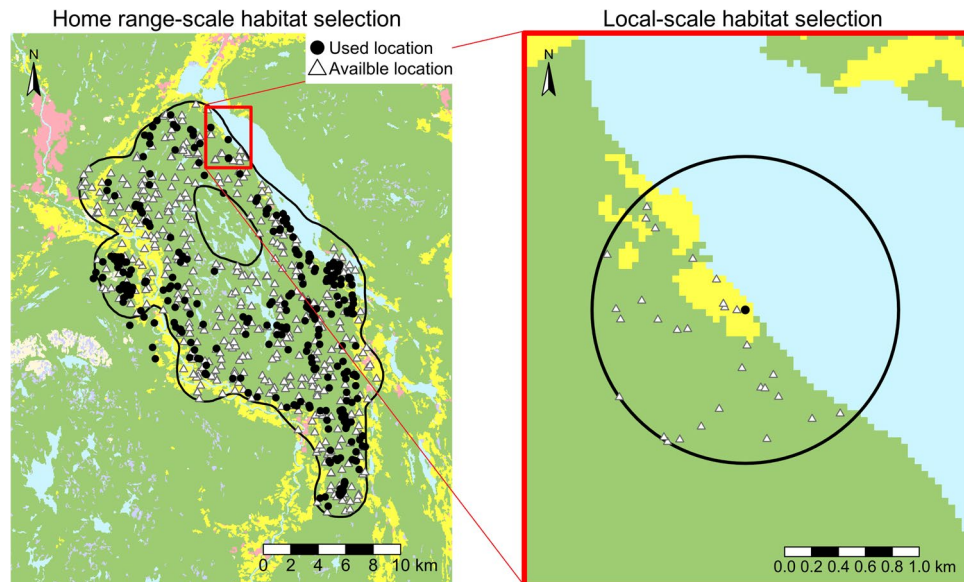 Home range-scale habitat selection
Local-scale habitat selection
N
Used location
Availble location
N
0 2 4 6 8 10 km
0.0 0.2 0.4 0.6 0.8 1.0 km